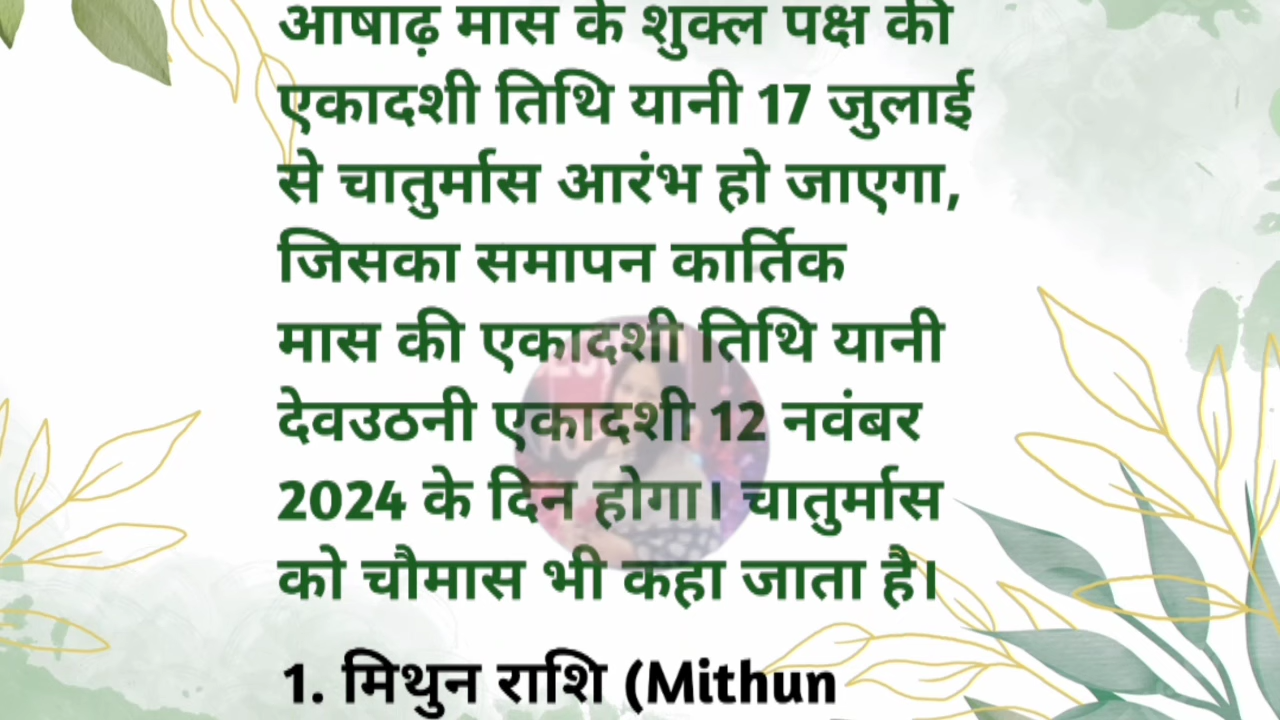 आषाढ़ मास के शुक्ल पक्ष की
एकादशी तिथि यानी 17 जुलाई
से चातुर्मास आरंभ हो जाएगा,
जिसका समापन कार्तिक
मास की एकादशी तिथि यानी
देवउठनी एकादशी 12 नवंबर
2024 के दिन होगा। चातुर्मास
को चौमास भी कहा जाता है।
1. मिथुन राशि (Mithun